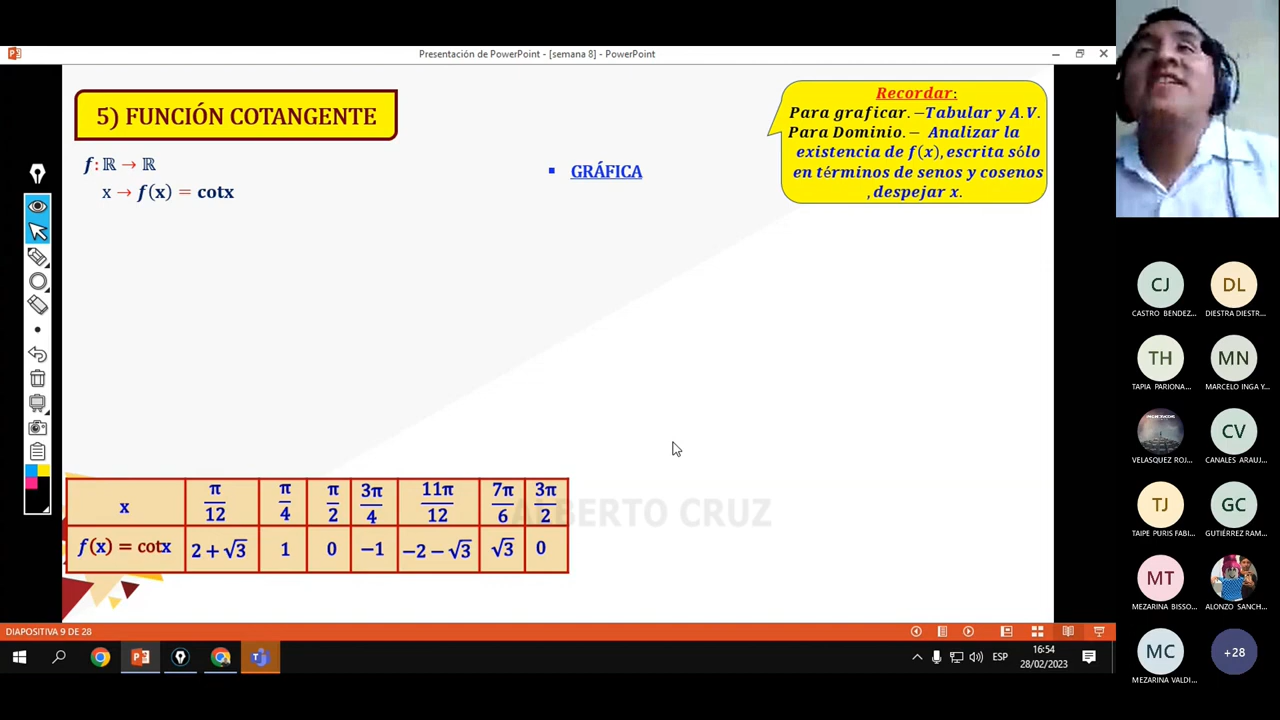 Presentación de PowerPoint - [semana 8] - PowerPoint
5) FUNCIÓN COTANGENTE
f: ℝ → ℝ
x → f(x) = cotx
▪ GRÁFICA
Recordar:
Para graficar.−Tabular y A.V.
Para Dominio.− Analizar la
existencia de f(x), escrita sólo
en términos de senos y cosenos
, despejar x.
x π/12 π/4 π/2 3π/4 11π/12 7π/6 3π/2
f(x) = cotx 2 + √3 1 0 −1 −2 − √3 √3 0
ALBERTO CRUZ
DIAPOSITIVA 9 DE 28
ESP
16:54
28/02/2023
CJ
CASTRO BENDEZ...
DL
DIESTRA DIESTR...
TH
TAPIA PARIONA...
MN
MARCELO INGA Y...
VELASQUEZ ROJ...
CV
CANALES ARAUJ...
TJ
TAIPE PURIS FABI...
GC
GUTIÉRREZ RAM...
MT
MEZARINA BISSO...
ALONZO SANCH...
MC
MEZARINA VALDI...
+28